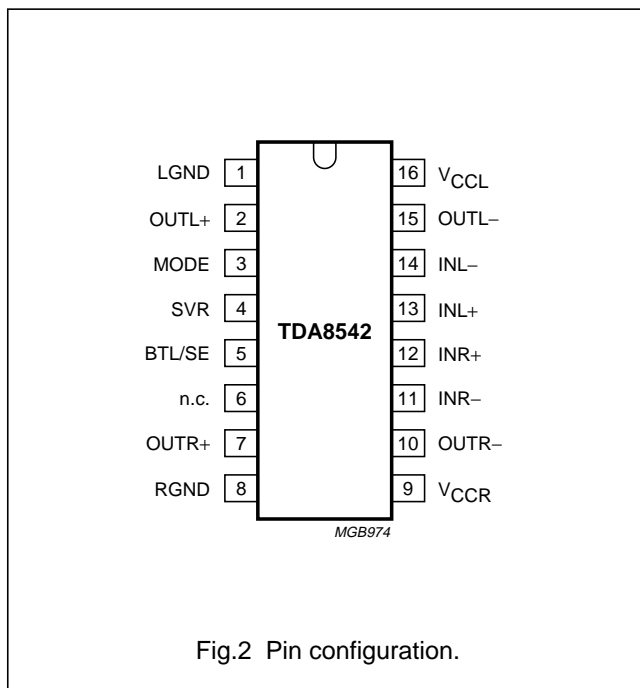 LGND 1 16 VCCL
OUTL+ 2 15 OUTL−
MODE 3 14 INL−
SVR 4 13 INL+
TDA8542
BTL/SE 5 12 INR+
n.c. 6 11 INR−
OUTR+ 7 10 OUTR−
RGND 8 9 VCCR
MGB974
Fig.2 Pin configuration.